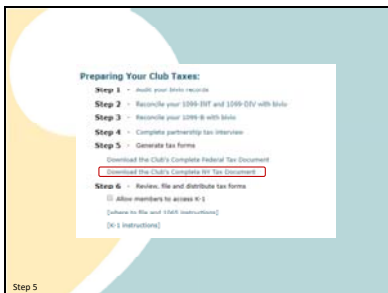 Preparing Your Club Taxes:
Step 1 - Audit your bivio records
Step 2 - Reconcile your 1099-INT and 1099-DIV with bivio
Step 3 - Reconcile your 1099-B with bivio
Step 4 - Complete partnership tax interview
Step 5 - Generate tax forms
Download the Club's Complete Federal Tax Document
Download the Club's Complete NY Tax Document
Step 6 - Review, file and distribute tax forms
Allow members to access K-1
[where to file and 1065 instructions]
[K-1 instructions]
Step 5